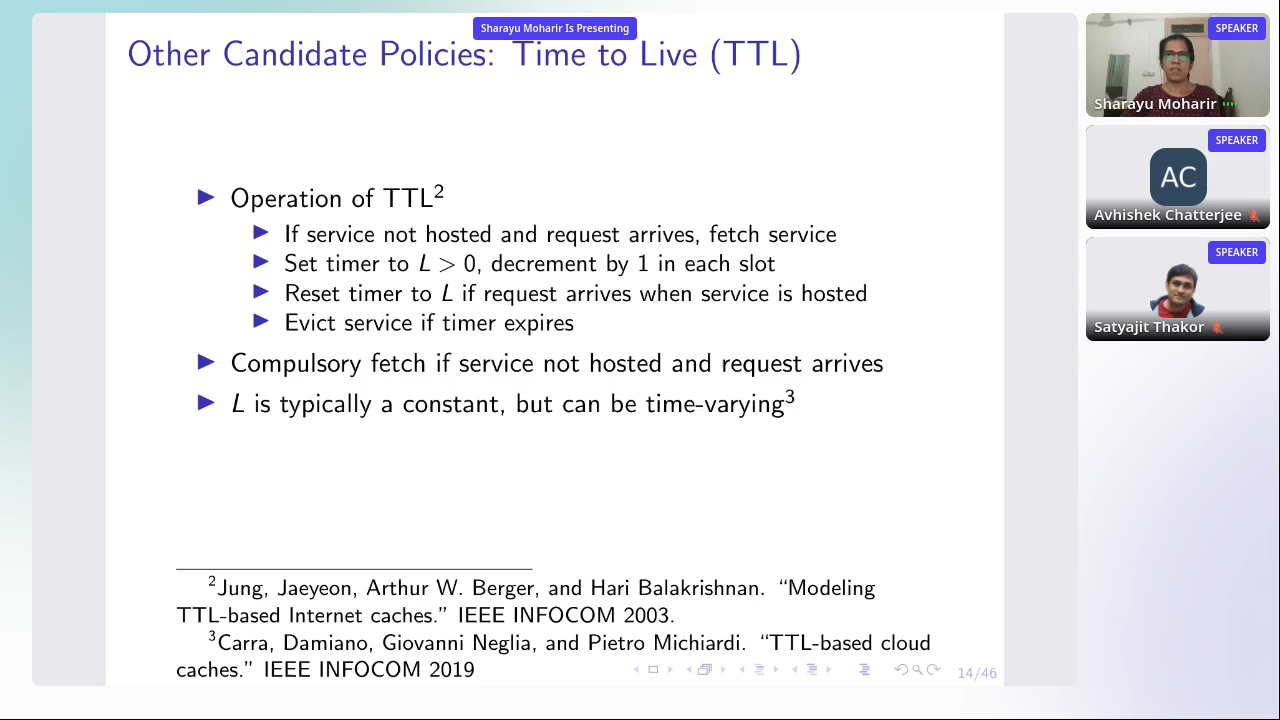 Sharayu Moharir Is Presenting
Other Candidate Policies: Time to Live (TTL)
▶ Operation of TTL²
▶ If service not hosted and request arrives, fetch service
▶ Set timer to L > 0, decrement by 1 in each slot
▶ Reset timer to L if request arrives when service is hosted
▶ Evict service if timer expires
▶ Compulsory fetch if service not hosted and request arrives
▶ L is typically a constant, but can be time-varying³
²Jung, Jaeyeon, Arthur W. Berger, and Hari Balakrishnan. “Modeling
TTL-based Internet caches.” IEEE INFOCOM 2003.
³Carra, Damiano, Giovanni Neglia, and Pietro Michiardi. “TTL-based cloud
caches.” IEEE INFOCOM 2019
14/46
SPEAKER
Sharayu Moharir
SPEAKER
AC
Avhishek Chatterjee
SPEAKER
Satyajit Thakor